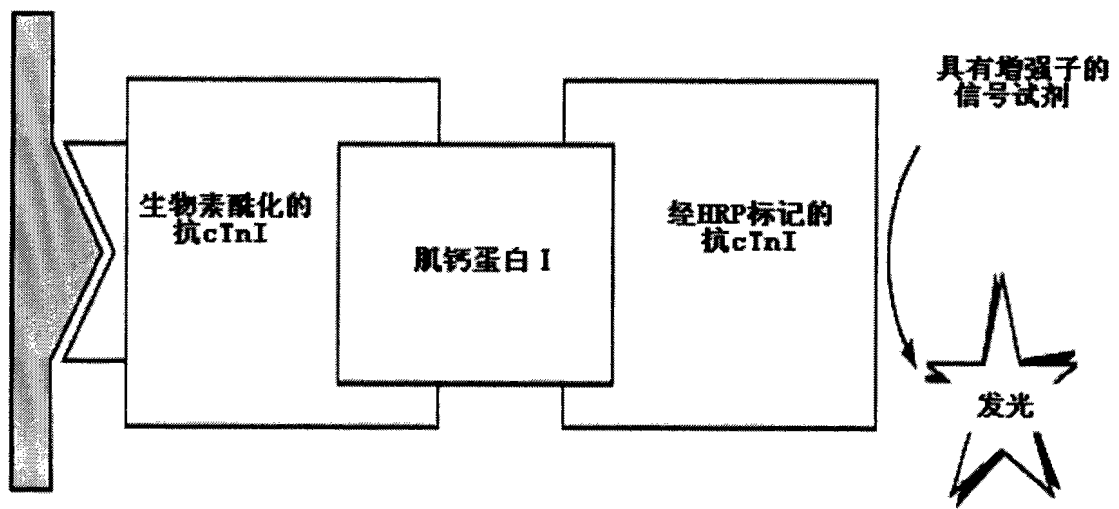 具有增强子的
信号试剂
生物素酰化的
抗cTnI
肌钙蛋白 I
经HRP标记的
抗cTnI
发光